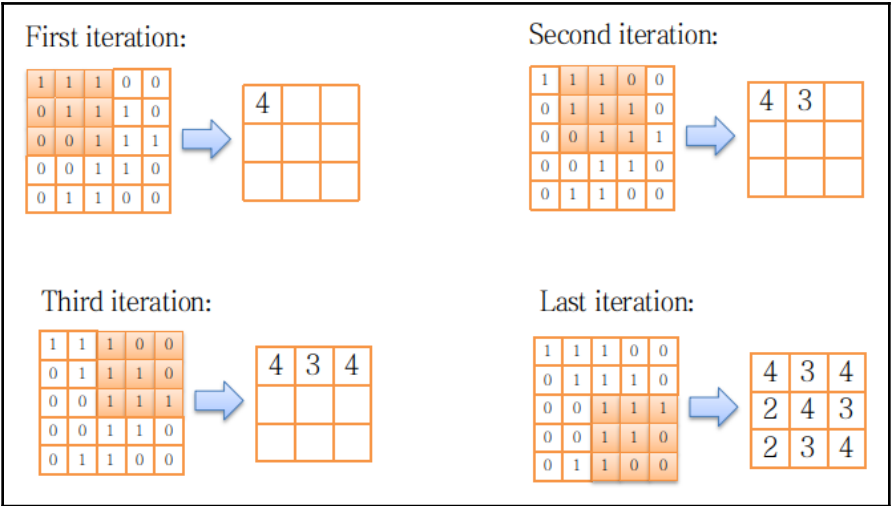 First iteration:
1 1 1 0 0
0 1 1 1 0
0 0 1 1 1
0 0 1 1 0
0 1 1 0 0
4
Second iteration:
1 1 1 0 0
0 1 1 1 0
0 0 1 1 1
0 0 1 1 0
0 1 1 0 0
4 3
Third iteration:
1 1 1 0 0
0 1 1 1 0
0 0 1 1 1
0 0 1 1 0
0 1 1 0 0
4 3 4
Last iteration:
1 1 1 0 0
0 1 1 1 0
0 0 1 1 1
0 0 1 1 0
0 1 1 0 0
4 3 4
2 4 3
2 3 4